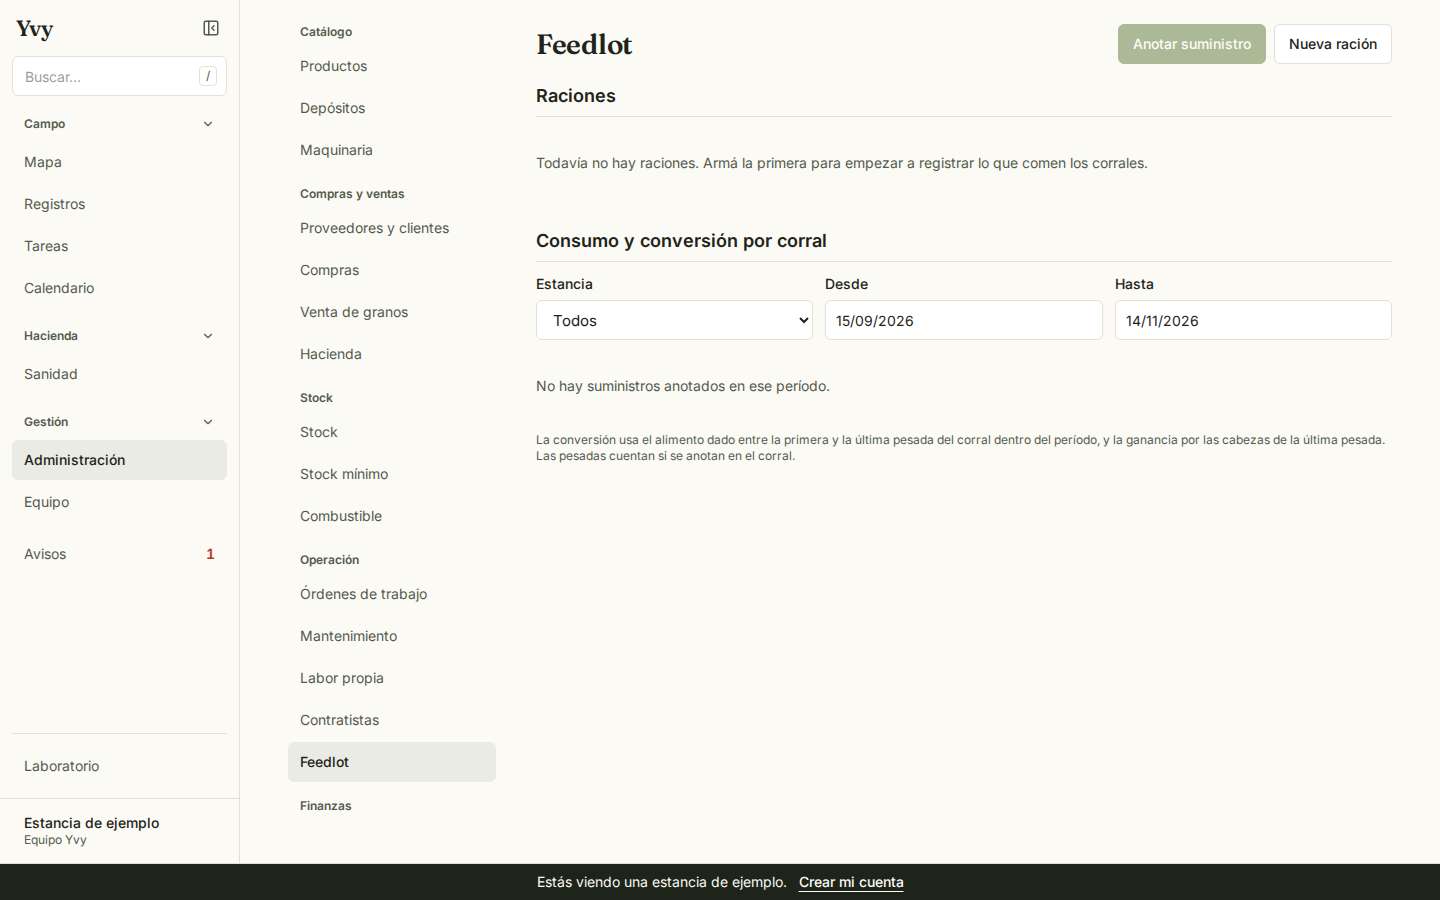 Yvy
Buscar...
/
Campo
Mapa
Registros
Tareas
Calendario
Hacienda
Sanidad
Gestión
Administración
Equipo
Avisos 1
Laboratorio
Estancia de ejemplo
Equipo Yvy
Catálogo
Productos
Depósitos
Maquinaria
Compras y ventas
Proveedores y clientes
Compras
Venta de granos
Hacienda
Stock
Stock
Stock mínimo
Combustible
Operación
Órdenes de trabajo
Mantenimiento
Labor propia
Contratistas
Feedlot
Finanzas
Feedlot
Anotar suministro
Nueva ración
Raciones
Todavía no hay raciones. Armá la primera para empezar a registrar lo que comen los corrales.
Consumo y conversión por corral
Estancia Desde Hasta
Todos 15/09/2026 14/11/2026
No hay suministros anotados en ese período.
La conversión usa el alimento dado entre la primera y la última pesada del corral dentro del período, y la ganancia por las cabezas de la última pesada.
Las pesadas cuentan si se anotan en el corral.
Estás viendo una estancia de ejemplo. Crear mi cuenta